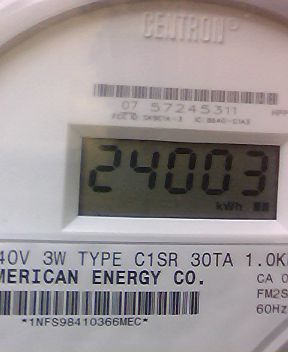 CENTRON®
07 57245311
24003
kWh
40V 3W TYPE C1SR 30TA 1.0K
MERICAN ENERGY CO.
CA 0
FM2S
60Hz
*1NFS98410366MEC*